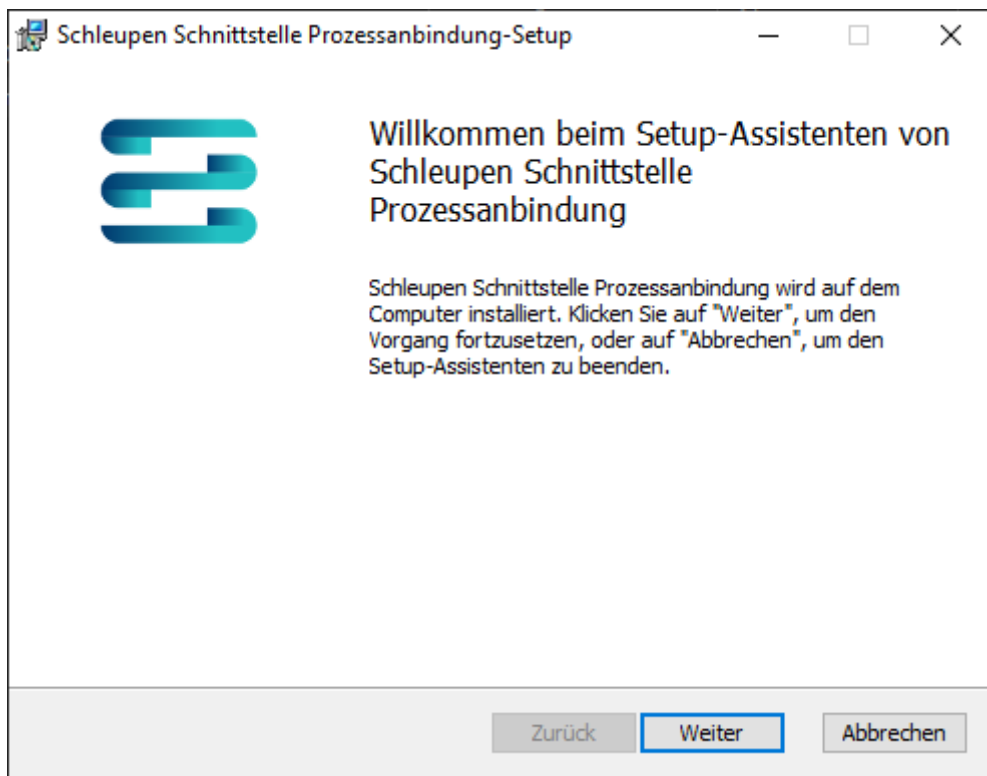 Schleupen Schnittstelle Prozessanbindung-Setup
Willkommen beim Setup-Assistenten von
Schleupen Schnittstelle
Prozessanbindung
Schleupen Schnittstelle Prozessanbindung wird auf dem
Computer installiert. Klicken Sie auf "Weiter", um den
Vorgang fortzusetzen, oder auf "Abbrechen", um den
Setup-Assistenten zu beenden.
Zurück Weiter Abbrechen